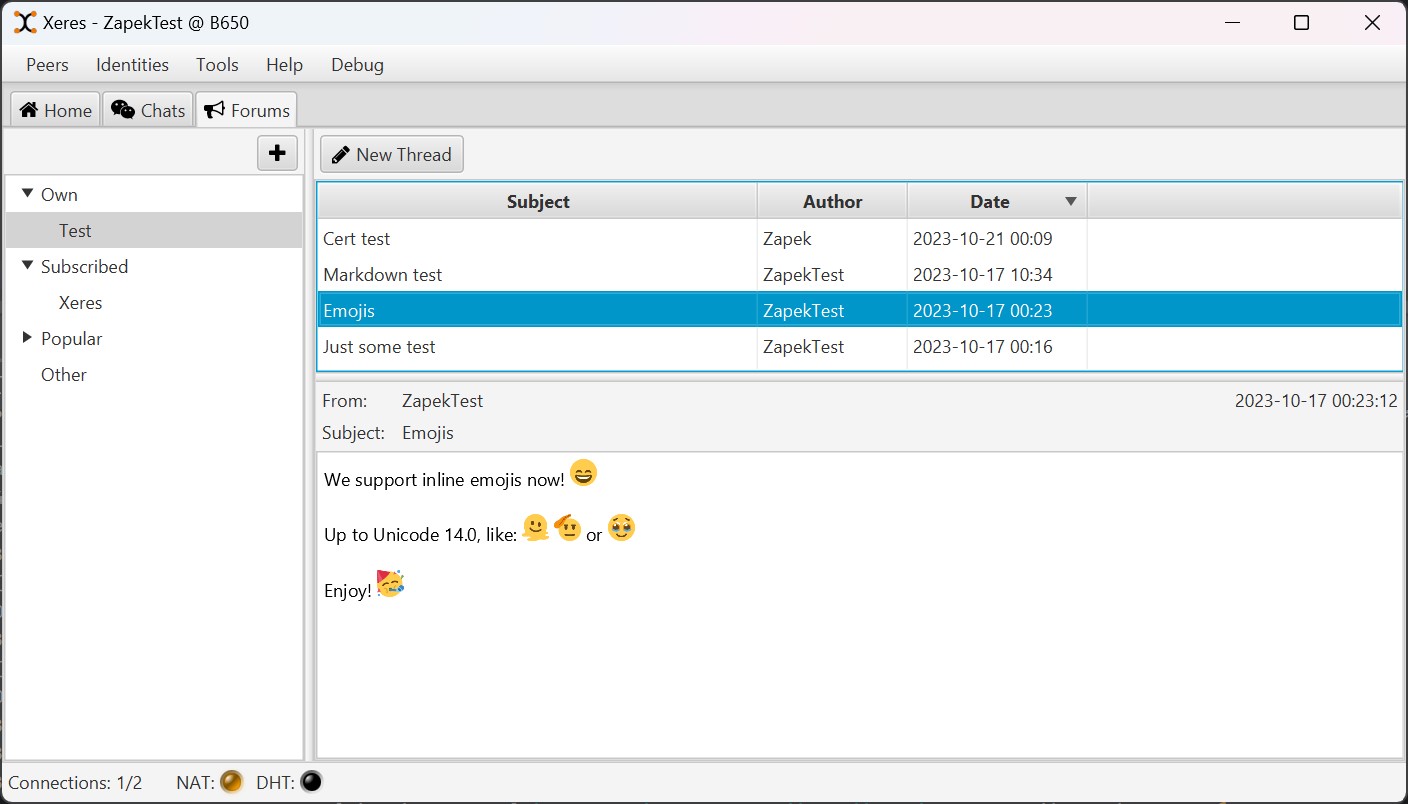 Xeres - ZapekTest @ B650
Peers Identities Tools Help Debug
Home Chats Forums
New Thread
Own
Test
Subscribed
Xeres
Popular
Other
Subject Author Date
Cert test Zapek 2023-10-21 00:09
Markdown test ZapekTest 2023-10-17 10:34
Emojis ZapekTest 2023-10-17 00:23
Just some test ZapekTest 2023-10-17 00:16
From: ZapekTest 2023-10-17 00:23:12
Subject: Emojis
We support inline emojis now! 😄
Up to Unicode 14.0, like: 🫠 🫡 or 🥹
Enjoy! 🥳
Connections: 1/2 NAT: DHT: